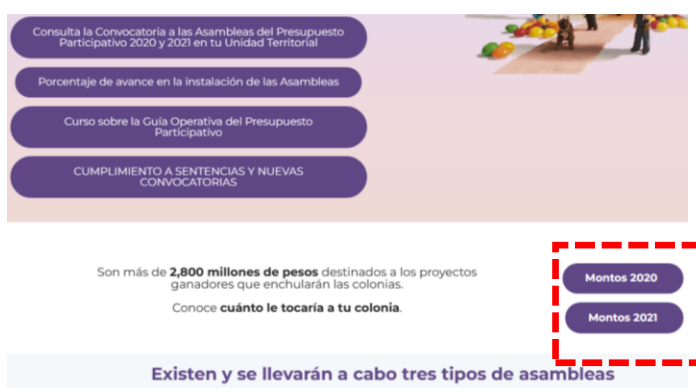 Consulta la Convocatoria a las Asambleas del Presupuesto
Participativo 2020 y 2021 en tu Unidad Territorial
Porcentaje de avance en la instalación de las Asambleas
Curso sobre la Guía Operativa del Presupuesto
Participativo
CUMPLIMIENTO A SENTENCIAS Y NUEVAS
CONVOCATORIAS
Son más de 2,800 millones de pesos destinados a los proyectos
ganadores que enchularán las colonias.
Conoce cuánto le tocaría a tu colonia.
Montos 2020
Montos 2021
Existen y se llevarán a cabo tres tipos de asambleas